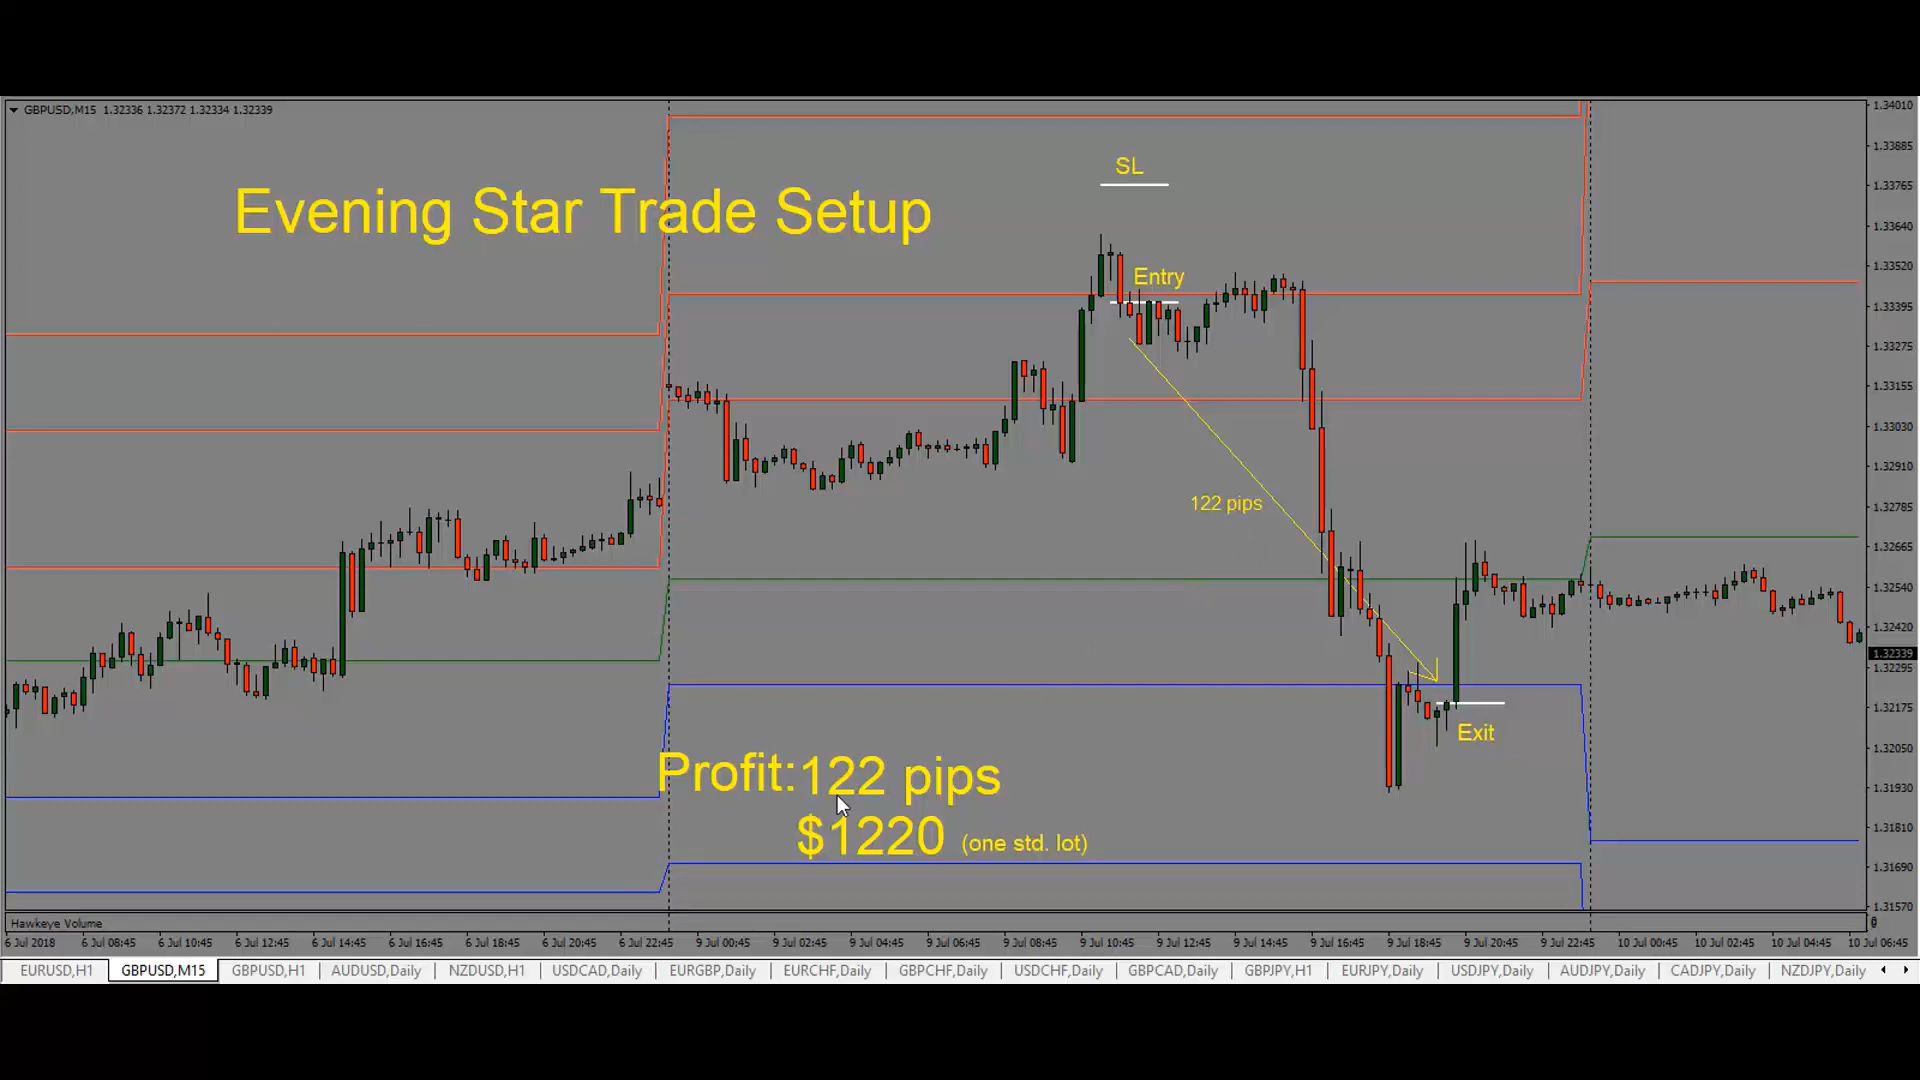 GBPUSD,M15 1.32336 1.32372 1.32334 1.32339
1.34010
1.33885
SL
1.33765
Evening Star Trade Setup
1.33640
Entry
1.33520
1.33395
1.33275
1.33155
1.33030
1.32910
122 pips
1.32785
1.32665
1.32540
1.32420
1.32339
1.32295
1.32175
Exit
1.32050
Profit:122 pips
1.31930
$1220 (one std. lot)
1.31810
1.31690
1.31570
Hawkeye Volume
6 Jul 2018 6 Jul 08:45 6 Jul 10:45 6 Jul 12:45 6 Jul 14:45 6 Jul 16:45 6 Jul 18:45 6 Jul 20:45 6 Jul 22:45 9 Jul 00:45 9 Jul 02:45 9 Jul 04:45 9 Jul 06:45 9 Jul 08:45 9 Jul 10:45 9 Jul 12:45 9 Jul 14:45 9 Jul 16:45 9 Jul 18:45 9 Jul 20:45 9 Jul 22:45 10 Jul 00:45 10 Jul 02:45 10 Jul 04:45 10 Jul 06:45
EURUSD,H1 GBPUSD,M15 GBPUSD,H1 AUDUSD,Daily NZDUSD,H1 USDCAD,Daily EURGBP,Daily EURCHF,Daily GBPCHF,Daily USDCHF,Daily GBPCAD,Daily GBPJPY,H1 EURJPY,Daily USDJPY,Daily AUDJPY,Daily CADJPY,Daily NZDJPY,Daily